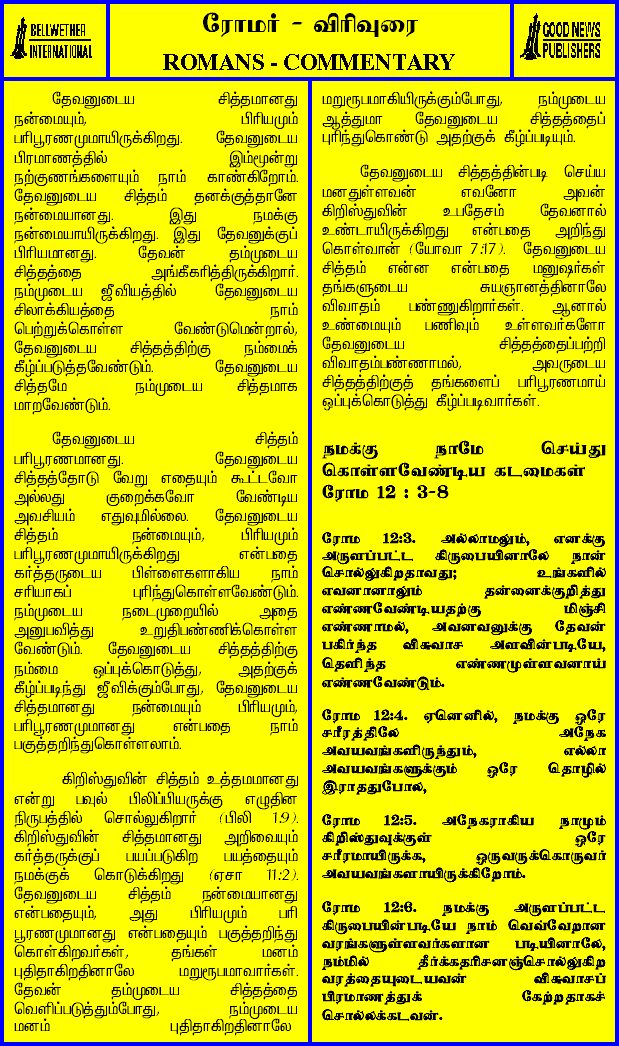 BELLWETHER
INTERNATIONAL
ரோமர் - விரிவுரை
ROMANS - COMMENTARY
GOOD NEWS
PUBLISHERS
தேவனுடைய சித்தமானது
நன்மையும், பிரியமும்
பரிபூரணமுமாயிருக்கிறது. தேவனுடைய
பிரமாணத்தில் இம்மூன்று
நற்குணங்களையும் நாம் காண்கிறோம்.
தேவனுடைய சித்தம் தனக்குத்தானே
நன்மையானது. இது நமக்கு
நன்மையாயிருக்கிறது. இது தேவனுக்குப்
பிரியமானது. தேவன் தம்முடைய
சித்தத்தை அங்கீகரித்திருக்கிறார்.
நம்முடைய ஜீவியத்தில் தேவனுடைய
சிலாக்கியத்தை நாம்
பெற்றுக்கொள்ள வேண்டுமென்றால்,
தேவனுடைய சித்தத்திற்கு நம்மைக்
கீழ்ப்படுத்தவேண்டும். தேவனுடைய
சித்தமே நம்முடைய சித்தமாக
மாறவேண்டும்.
தேவனுடைய சித்தம்
பரிபூரணமானது. தேவனுடைய
சித்தத்தோடு வேறு எதையும் கூட்டவோ
அல்லது குறைக்கவோ வேண்டிய
அவசியம் எதுவுமில்லை. தேவனுடைய
சித்தம் நன்மையும், பிரியமும்
பரிபூரணமுமாயிருக்கிறது என்பதை
கர்த்தருடைய பிள்ளைகளாகிய நாம்
சரியாகப் புரிந்துகொள்ளவேண்டும்.
நம்முடைய நடைமுறையில் அதை
அனுபவித்து உறுதிபண்ணிக்கொள்ள
வேண்டும். தேவனுடைய சித்தத்திற்கு
நம்மை ஒப்புக்கொடுத்து, அதற்குக்
கீழ்ப்படிந்து ஜீவிக்கும்போது, தேவனுடைய
சித்தமானது நன்மையும் பிரியமும்,
பரிபூரணமுமானது என்பதை நாம்
பகுத்தறிந்துகொள்ளலாம்.
கிறிஸ்துவின் சித்தம் உத்தமமானது
என்று பவுல் பிலிப்பியருக்கு எழுதின
நிருபத்தில் சொல்லுகிறார் (பிலி 1:9).
கிறிஸ்துவின் சித்தமானது அறிவையும்
கர்த்தருக்குப் பயப்படுகிற பயத்தையும்
நமக்குக் கொடுக்கிறது (ஏசா 11:2).
தேவனுடைய சித்தம் நன்மையானது
என்பதையும், அது பிரியமும் பரி
பூரணமுமானது என்பதையும் பகுத்தறிந்து
கொள்கிறவர்கள், தங்கள் மனம்
புதிதாகிறதினாலே மறுரூபமாவார்கள்.
தேவன் தம்முடைய சித்தத்தை
வெளிப்படுத்தும்போது, நம்முடைய
மனம் புதிதாகிறதினாலே
மறுரூபமாகியிருக்கும்போது, நம்முடைய
ஆத்துமா தேவனுடைய சித்தத்தைப்
புரிந்துகொண்டு அதற்குக் கீழ்ப்படியும்.
தேவனுடைய சித்தத்தின்படி செய்ய
மனதுள்ளவன் எவனோ அவன்
கிறிஸ்துவின் உபதேசம் தேவனால்
உண்டாயிருக்கிறது என்பதை அறிந்து
கொள்வான் (யோவா 7:17). தேவனுடைய
சித்தம் என்ன என்பதை மனுஷர்கள்
தங்களுடைய சுயஞானத்தினாலே
விவாதம் பண்ணுகிறார்கள். ஆனால்
உண்மையும் பணிவும் உள்ளவர்களோ
தேவனுடைய சித்தத்தைப்பற்றி
விவாதம்பண்ணாமல், அவருடைய
சித்தத்திற்குத் தங்களைப் பரிபூரணமாய்
ஒப்புக்கொடுத்து கீழ்ப்படிவார்கள்.
நமக்கு நாமே செய்து
கொள்ளவேண்டிய கடமைகள்
ரோம 12 : 3-8
ரோம 12:3. அல்லாமலும், எனக்கு
அருளப்பட்ட கிருபையினாலே நான்
சொல்லுகிறதாவது; உங்களில்
எவனானாலும் தன்னைக்குறித்து
எண்ணவேண்டியதற்கு மிஞ்சி
எண்ணாமல், அவனவனுக்கு தேவன்
பகிர்ந்த விசுவாச அளவின்படியே,
தெளிந்த எண்ணமுள்ளவனாய்
எண்ணவேண்டும்.
ரோம 12:4. ஏனெனில், நமக்கு ஒரே
சரீரத்திலே அநேக
அவயவங்களிருந்தும், எல்லா
அவயவங்களுக்கும் ஒரே தொழில்
இராததுபோல,
ரோம 12:5. அநேகராகிய நாமும்
கிறிஸ்துவுக்குள் ஒரே
சரீரமாயிருக்க, ஒருவருக்கொருவர்
அவயவங்களாயிருக்கிறோம்.
ரோம 12:6. நமக்கு அருளப்பட்ட
கிருபையின்படியே நாம் வெவ்வேறான
வரங்களுள்ளவர்களான படியினாலே,
நம்மில் தீர்க்கதரிசனஞ்சொல்லுகிற
வரத்தையுடையவன் விசுவாசப்
பிரமாணத்துக் கேற்றதாகச்
சொல்லக்கடவன்.